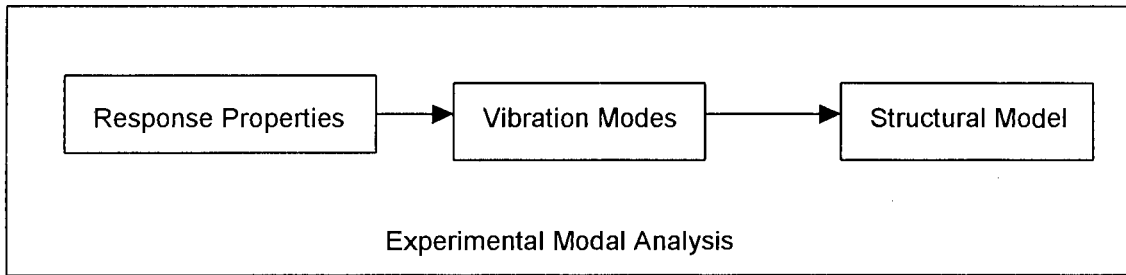 Response Properties
Vibration Modes
Structural Model
Experimental Modal Analysis